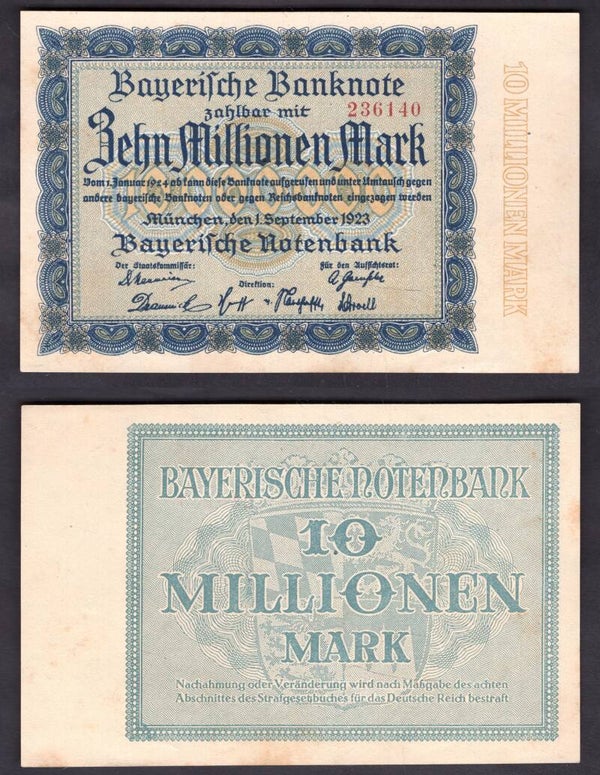 Bayerische Banknote
zahlbar mit 236140
Zehn Millionen Mark
Vom 1. Januar 1924 ab kann diese Banknote aufgerufen und unter Umtausch gegen
andere bayerische Banknoten oder gegen Reichsbanknoten eingezogen werden
München, den 1. September 1923
Bayerische Notenbank
Der Staatskommissär: Für den Aufsichtsrat:
Direktion:
10 MILLIONEN MARK
BAYERISCHE NOTENBANK
10
MILLIONEN
MARK
Nachahmung oder Veränderung wird nach Maßgabe des achten
Abschnittes des Strafgesetzbuches für das Deutsche Reich bestraft